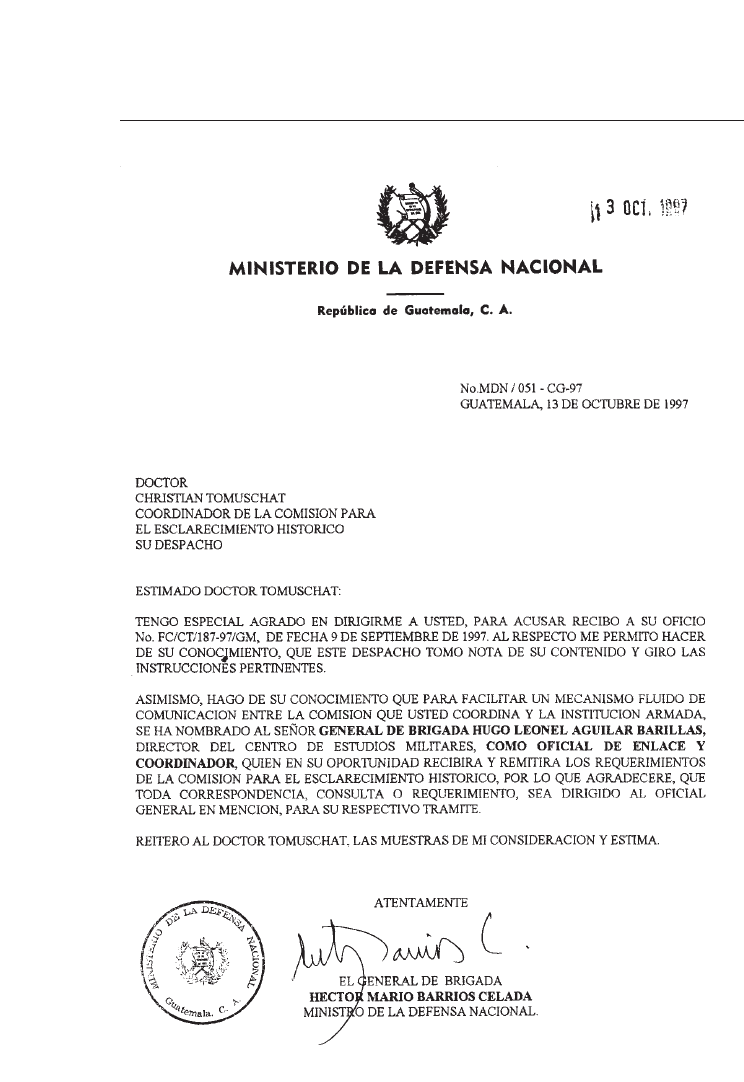 13 OCT. 1997
MINISTERIO DE LA DEFENSA NACIONAL
República de Guatemala, C. A.
No.MDN / 051 - CG-97
GUATEMALA, 13 DE OCTUBRE DE 1997
DOCTOR
CHRISTIAN TOMUSCHAT
COORDINADOR DE LA COMISION PARA
EL ESCLARECIMIENTO HISTORICO
SU DESPACHO
ESTIMADO DOCTOR TOMUSCHAT:
TENGO ESPECIAL AGRADO EN DIRIGIRME A USTED, PARA ACUSAR RECIBO A SU OFICIO
No. FC/CT/187-97/GM, DE FECHA 9 DE SEPTIEMBRE DE 1997. AL RESPECTO ME PERMITO HACER
DE SU CONOCIMIENTO, QUE ESTE DESPACHO TOMO NOTA DE SU CONTENIDO Y GIRO LAS
INSTRUCCIONES PERTINENTES.
ASIMISMO, HAGO DE SU CONOCIMIENTO QUE PARA FACILITAR UN MECANISMO FLUIDO DE
COMUNICACION ENTRE LA COMISION QUE USTED COORDINA Y LA INSTITUCION ARMADA,
SE HA NOMBRADO AL SEÑOR GENERAL DE BRIGADA HUGO LEONEL AGUILAR BARILLAS,
DIRECTOR DEL CENTRO DE ESTUDIOS MILITARES, COMO OFICIAL DE ENLACE Y
COORDINADOR, QUIEN EN SU OPORTUNIDAD RECIBIRA Y REMITIRA LOS REQUERIMIENTOS
DE LA COMISION PARA EL ESCLARECIMIENTO HISTORICO, POR LO QUE AGRADECERE, QUE
TODA CORRESPONDENCIA, CONSULTA O REQUERIMIENTO, SEA DIRIGIDO AL OFICIAL
GENERAL EN MENCION, PARA SU RESPECTIVO TRAMITE.
REITERO AL DOCTOR TOMUSCHAT, LAS MUESTRAS DE MI CONSIDERACION Y ESTIMA.
ATENTAMENTE
MINISTERIO DE LA DEFENSA NACIONAL
Guatemala, C. A.
EL GENERAL DE BRIGADA
HECTOR MARIO BARRIOS CELADA
MINISTRO DE LA DEFENSA NACIONAL.